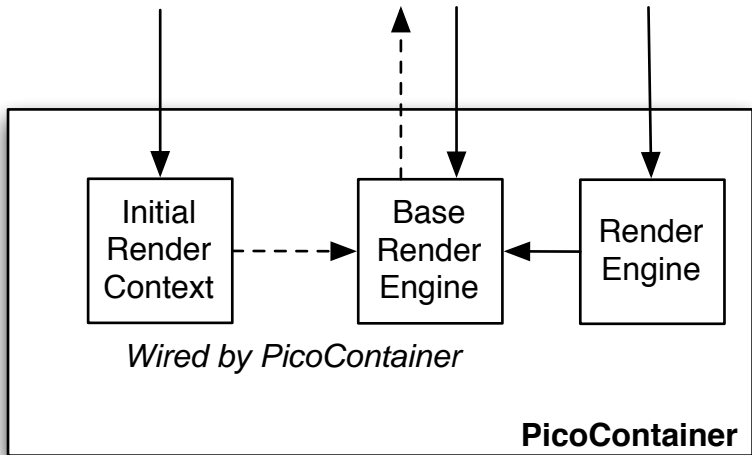 Initial
Render
Context
Base
Render
Engine
Render
Engine
Wired by PicoContainer
PicoContainer